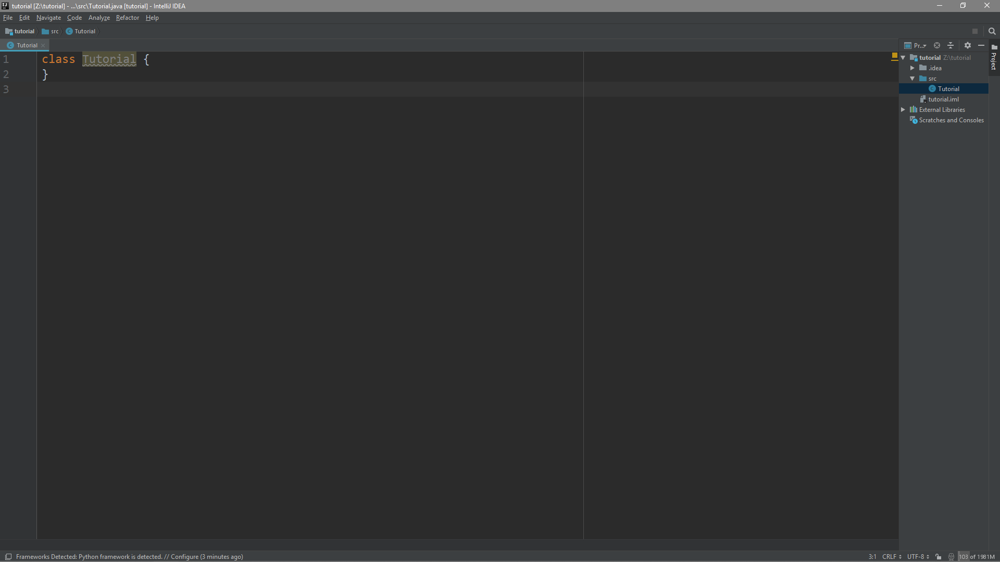 tutorial [Z:\tutorial] - ...\src\Tutorial.java [tutorial] - IntelliJ IDEA
File Edit Navigate Code Analyze Refactor Help
tutorial src Tutorial
Tutorial
Pr...
1 class Tutorial {
2 }
3
tutorial Z:\tutorial
.idea
src
Tutorial
tutorial.iml
External Libraries
Scratches and Consoles
Project
Frameworks Detected: Python framework is detected. // Configure (3 minutes ago)
3:1 CRLF UTF-8 103 of 1981M